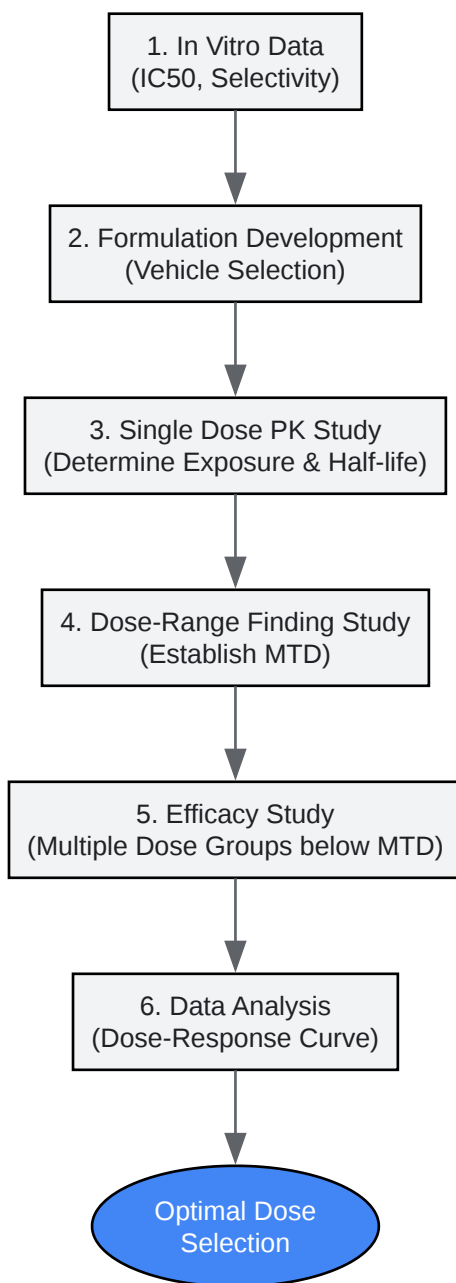 1. In Vitro Data
(IC50, Selectivity)
2. Formulation Development
(Vehicle Selection)
3. Single Dose PK Study
(Determine Exposure & Half-life)
4. Dose-Range Finding Study
(Establish MTD)
5. Efficacy Study
(Multiple Dose Groups below MTD)
6. Data Analysis
(Dose-Response Curve)
Optimal Dose
Selection